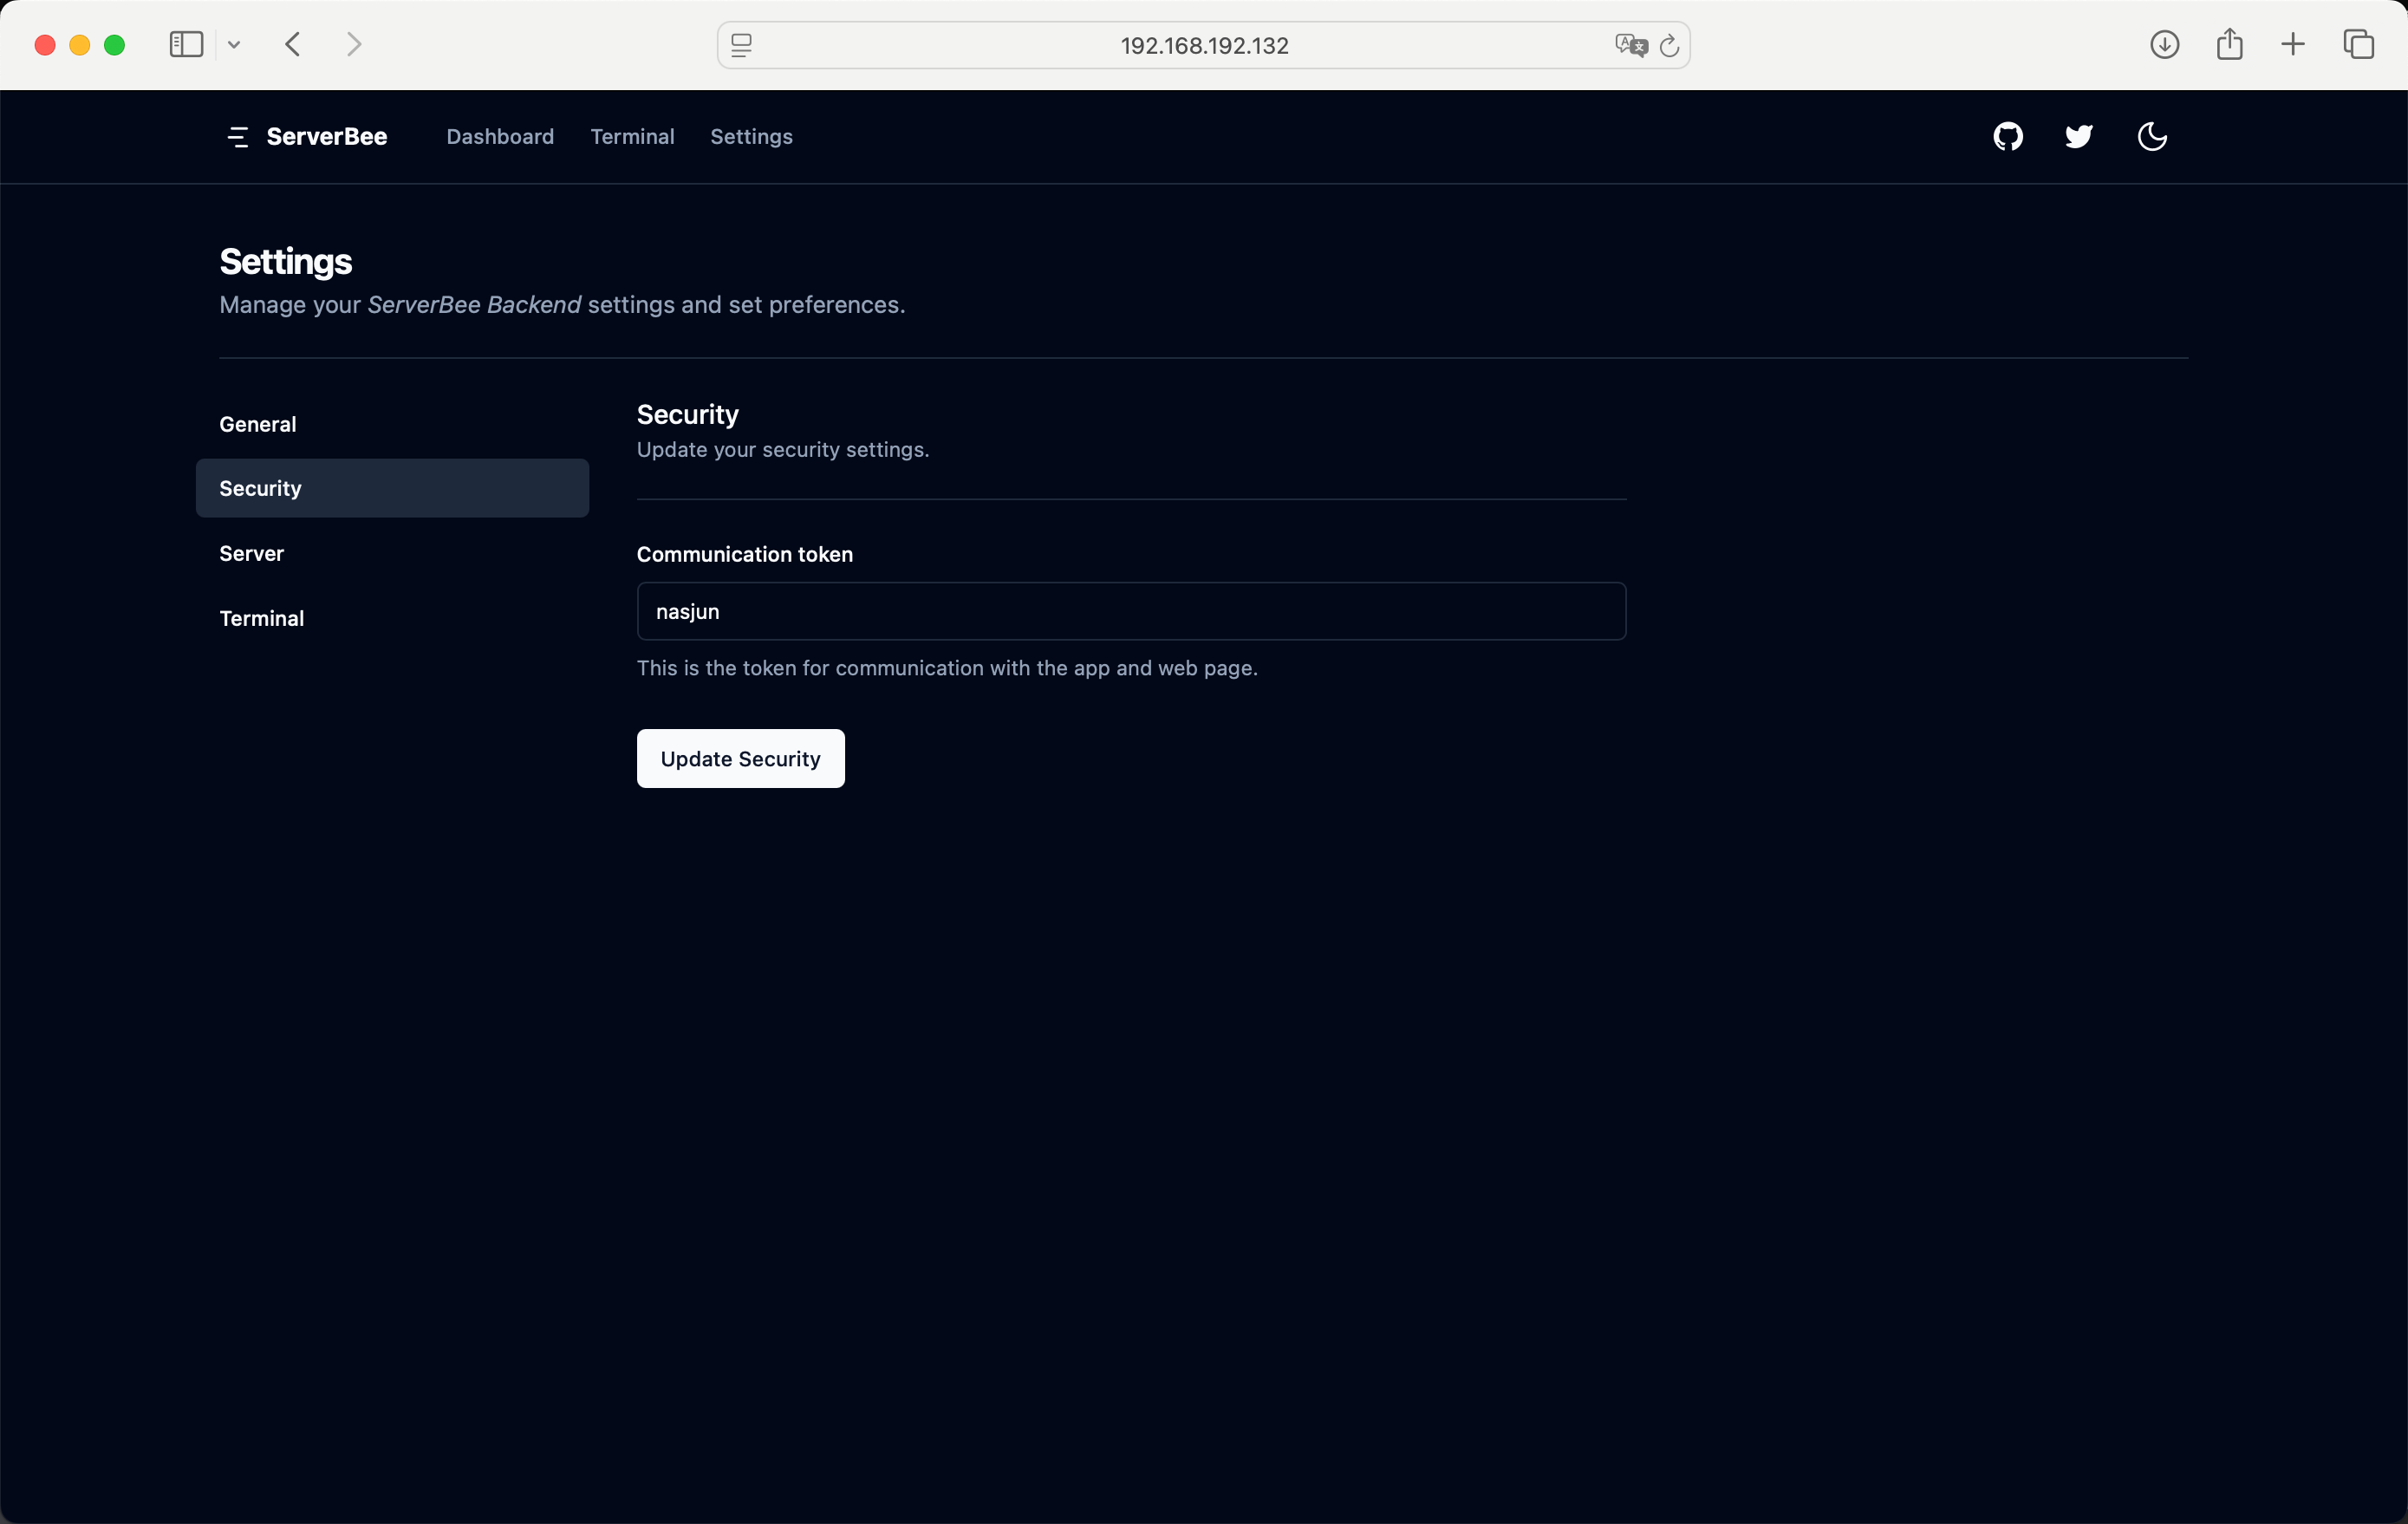 192.168.192.132
ServerBee
Dashboard
Terminal
Settings
Settings
Manage your ServerBee Backend settings and set preferences.
General
Security
Server
Terminal
Security
Update your security settings.
Communication token
nasjun
This is the token for communication with the app and web page.
Update Security